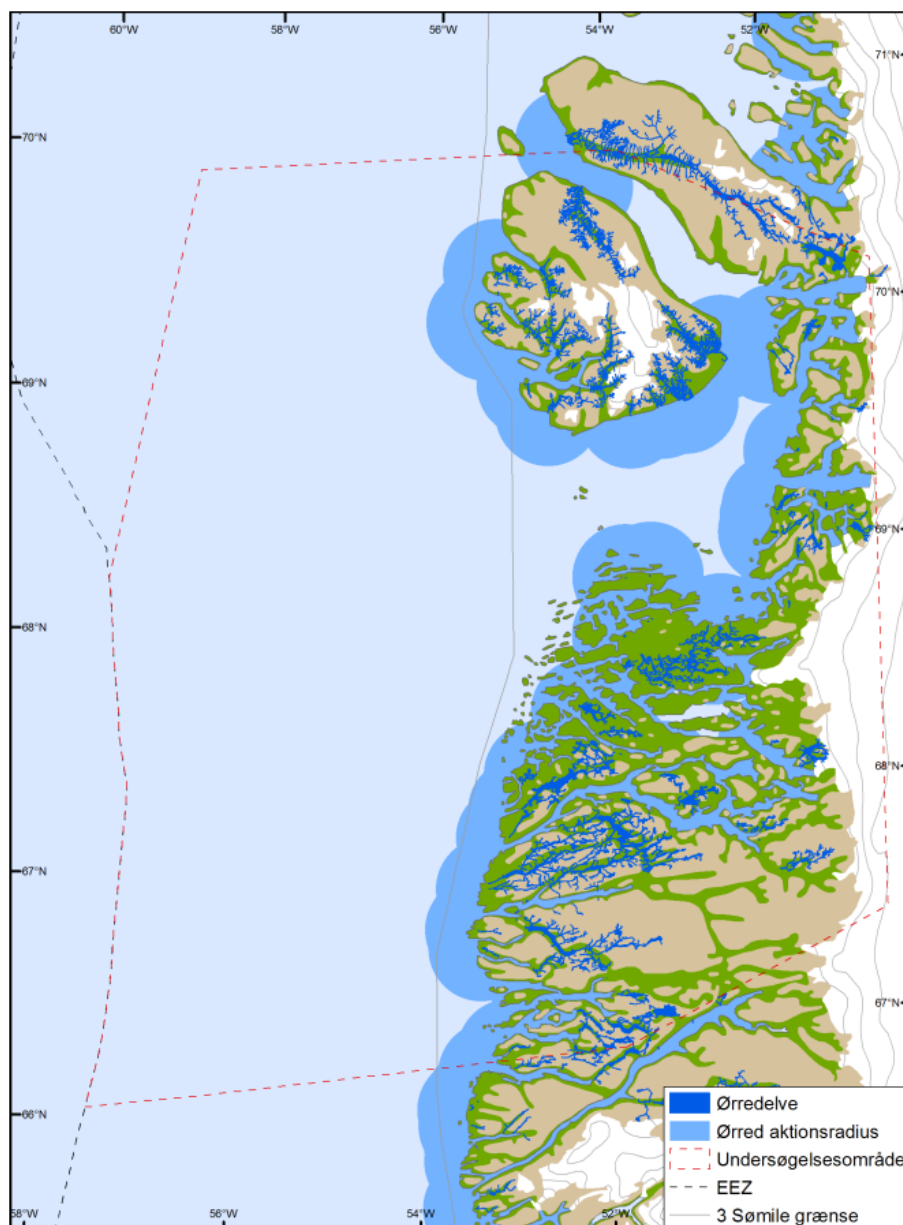 60°W 58°W 56°W 54°W 52°W
71°N
70°N
70°N
69°N
69°N
68°N
68°N
67°N
67°N
66°N
58°W 56°W 54°W 52°W
Ørredelve
Ørred aktionsradius
Undersøgelsesområde
EEZ
3 Sømile grænse